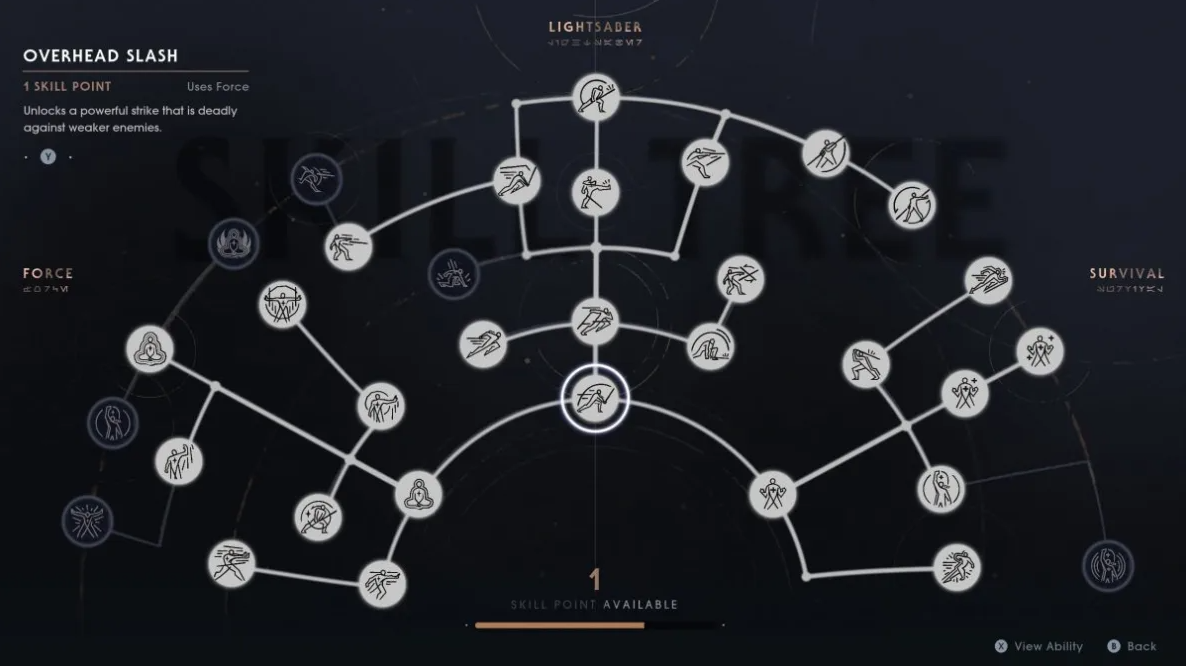 LIGHTSABER
OVERHEAD SLASH
1 SKILL POINT Uses Force
Unlocks a powerful strike that is deadly
against weaker enemies.
Y
SKILL TREE
FORCE
SURVIVAL
1
SKILL POINT AVAILABLE
X View Ability B Back